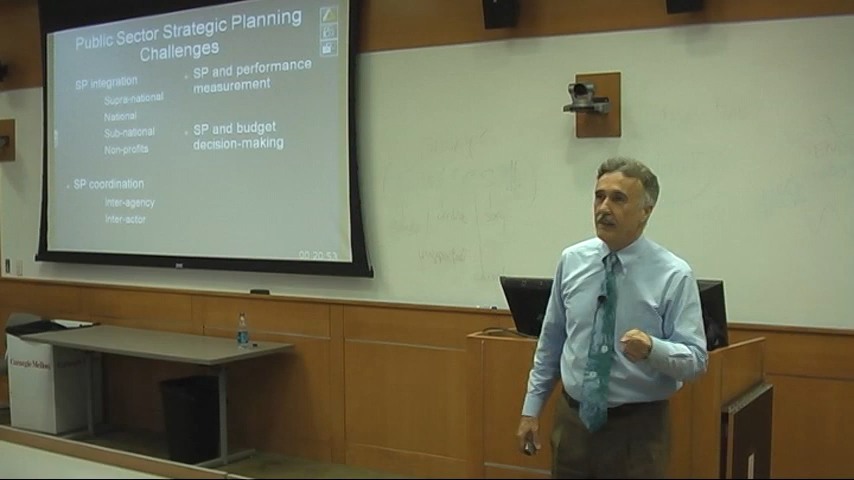 Public Sector Strategic Planning
Challenges
SP integration
Supra-national
National
Sub-national
Non-profits
SP coordination
Inter-agency
Inter-actor
• SP and performance
measurement
• SP and budget
decision-making
00:20:53
Carnegie Mellon